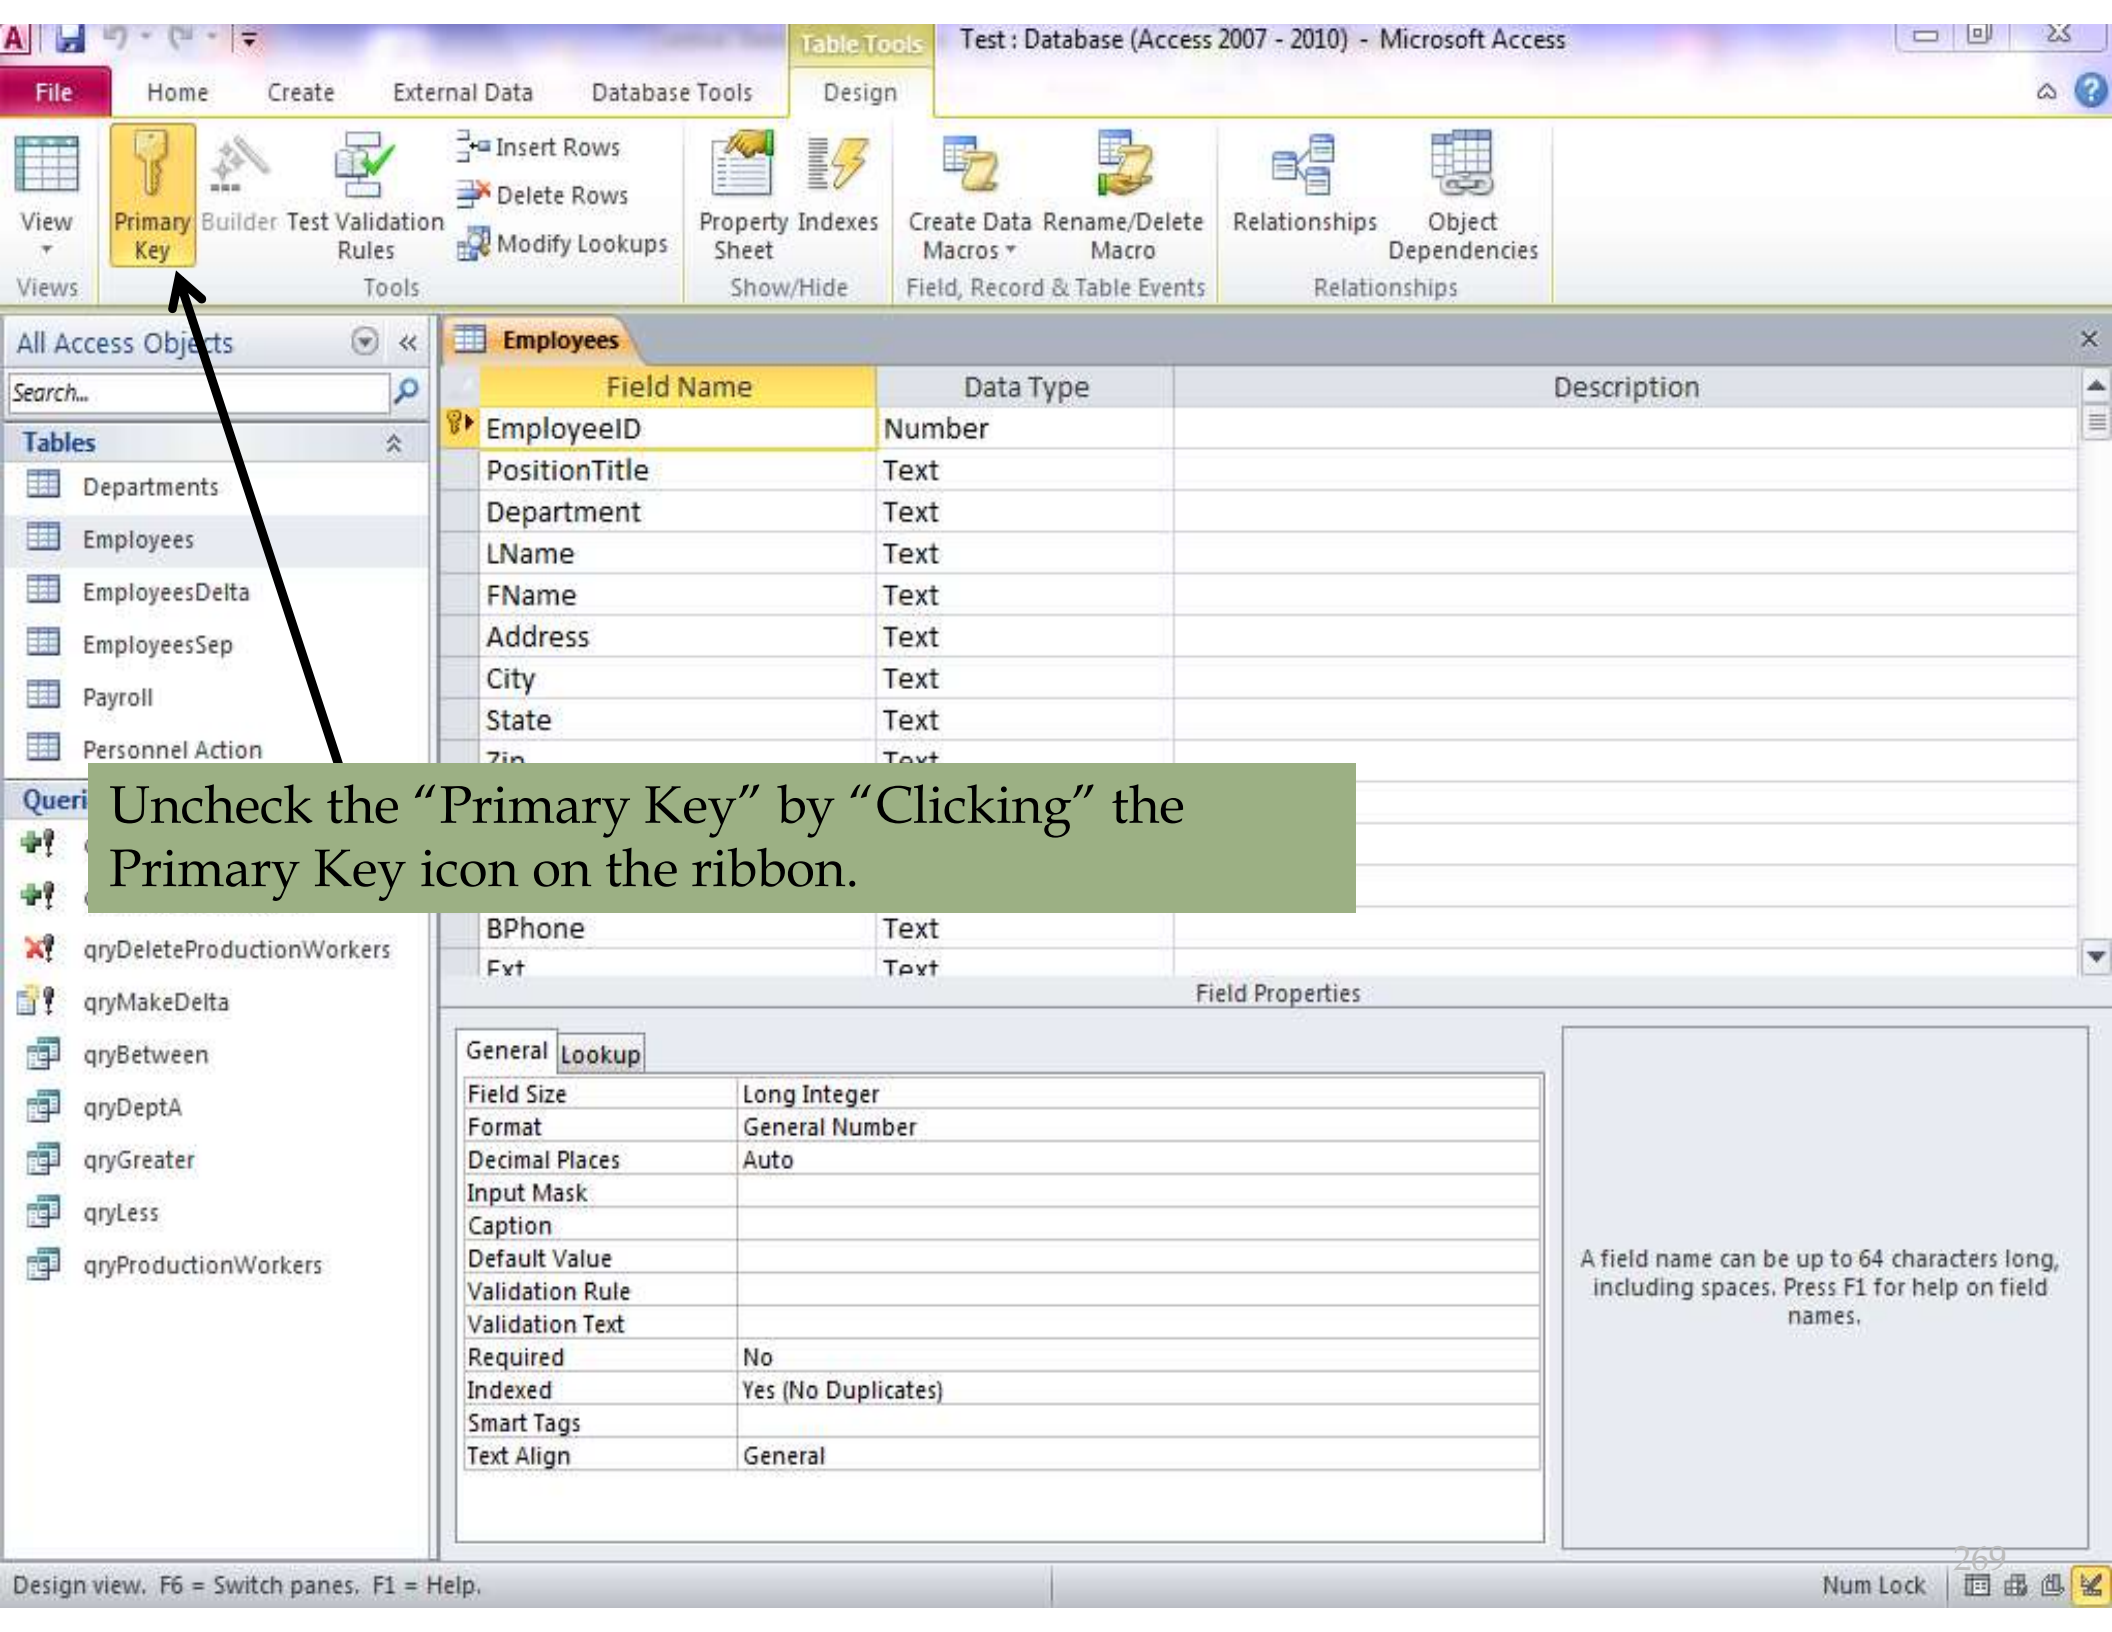 A
Table Tools
Test : Database (Access 2007 - 2010) - Microsoft Access
File
Home
Create
External Data
Database Tools
Design
View
Primary
Key
Builder
Test Validation
Rules
Insert Rows
Delete Rows
Modify Lookups
Property
Sheet
Indexes
Create Data
Macros
Rename/Delete
Macro
Relationships
Object
Dependencies
Views
Tools
Show/Hide
Field, Record & Table Events
Relationships
All Access Objects
Search...
Tables
Departments
Employees
EmployeesDelta
EmployeesSep
Payroll
Personnel Action
qryDeleteProductionWorkers
qryMakeDelta
qryBetween
qryDeptA
qryGreater
qryLess
qryProductionWorkers
Employees
Field Name Data Type Description
EmployeeID Number
PositionTitle Text
Department Text
LName Text
FName Text
Address Text
City Text
State Text
Zip Text
Uncheck the “Primary Key” by “Clicking” the
Primary Key icon on the ribbon.
BPhone Text
Ext Text
Field Properties
General Lookup
Field Size Long Integer
Format General Number
Decimal Places Auto
Input Mask
Caption
Default Value
Validation Rule
Validation Text
Required No
Indexed Yes (No Duplicates)
Smart Tags
Text Align General
A field name can be up to 64 characters long,
including spaces. Press F1 for help on field
names.
269
Design view. F6 = Switch panes. F1 = Help.
Num Lock